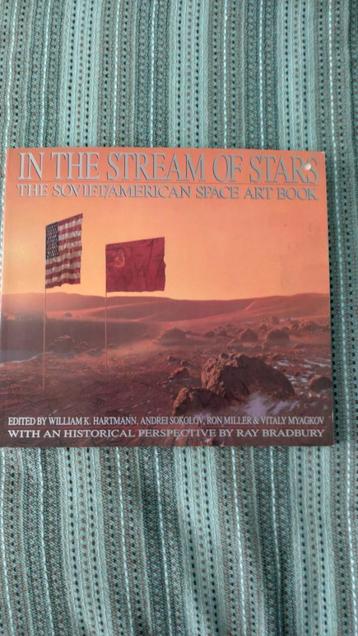 IN THE STREAM OF STARS
THE SOVIET/AMERICAN SPACE ART BOOK
EDITED BY WILLIAM K. HARTMANN, ANDREI SOKOLOV, RON MILLER & VITALY MYAGKOV
WITH AN HISTORICAL PERSPECTIVE BY RAY BRADBURY